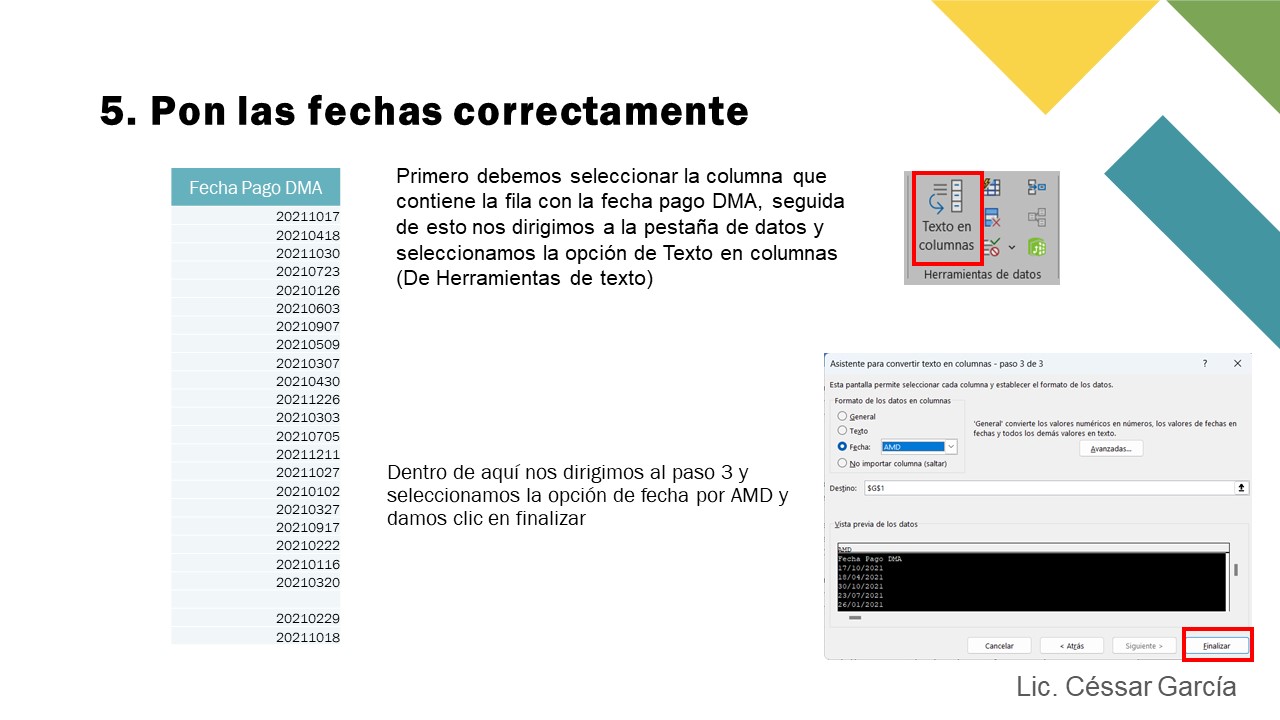 5. Pon las fechas correctamente
Fecha Pago DMA
20211017
20210418
20211030
20210723
20210126
20210603
20210907
20210509
20210307
20210430
20211226
20210303
20210705
20211211
20211027
20210102
20210327
20210917
20210222
20210116
20210320
20210229
20211018
Primero debemos seleccionar la columna que
contiene la fila con la fecha pago DMA, seguida
de esto nos dirigimos a la pestaña de datos y
seleccionamos la opción de Texto en columnas
(De Herramientas de texto)
Texto en
columnas
Herramientas de datos
Dentro de aquí nos dirigimos al paso 3 y
seleccionamos la opción de fecha por AMD y
damos clic en finalizar
Asistente para convertir texto en columnas - paso 3 de 3
Esta pantalla permite seleccionar cada columna y establecer el formato de los datos.
Formato de los datos en columnas
General
Texto
Fecha: AMD
No importar columna (saltar)
'General' convierte los valores numéricos en números, los valores de fechas en
fechas y todos los demás valores en texto.
Avanzadas...
Destino: $G$1
Vista previa de los datos
AMD
Fecha Pago DMA
17/10/2021
18/04/2021
30/10/2021
23/07/2021
26/01/2021
Cancelar < Atrás Siguiente > Finalizar
Lic. Céssar García